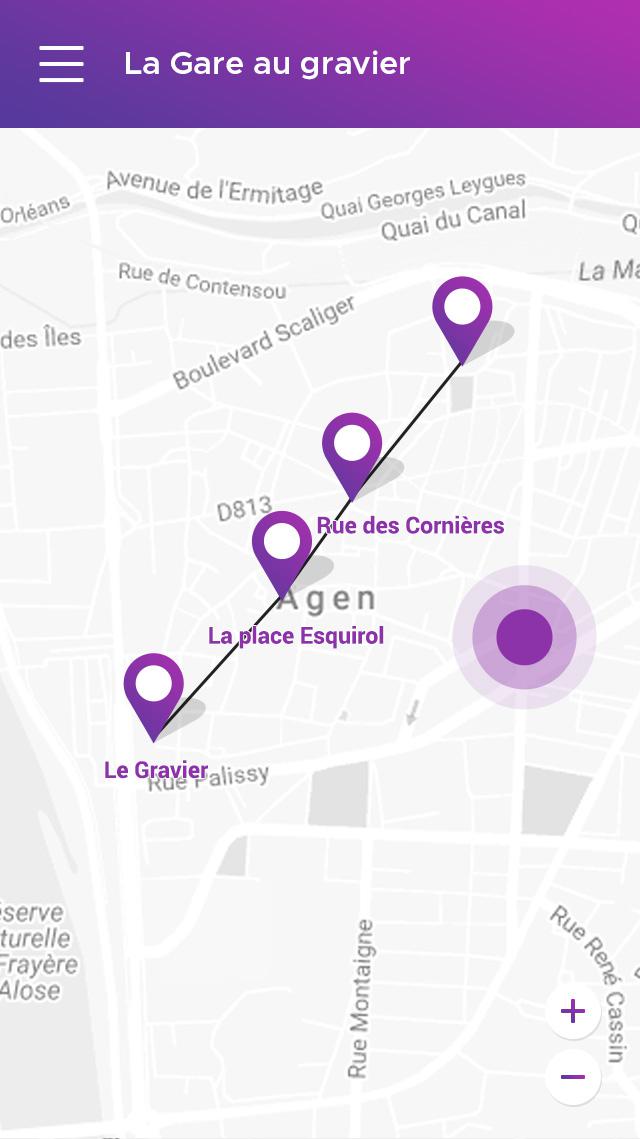 La Gare au gravier
Avenue de l'Ermitage
Quai Georges Leygues
Orléans
Quai du Canal
Rue de Contensou
La Ma
des Îles
Boulevard Scaliger
D813
Rue des Cornières
Agen
La place Esquirol
Le Gravier
Rue Palissy
éserve
turelle
Frayère
Alose
Rue Montaigne
Rue René Cassin
+
−